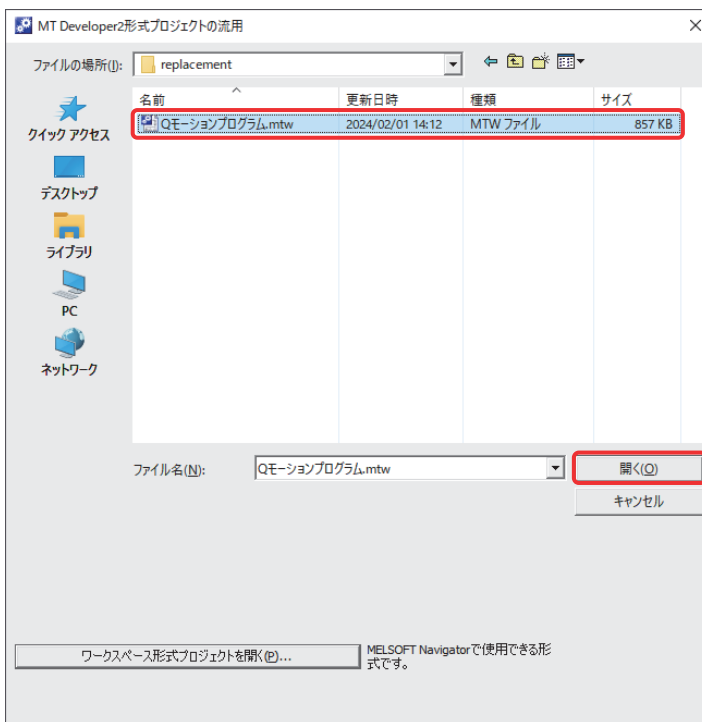 MT Developer2形式プロジェクトの流用
ファイルの場所(I): replacement
名前 更新日時 種類 サイズ
Qモーションプログラム.mtw 2024/02/01 14:12 MTW ファイル 857 KB
クイック アクセス
デスクトップ
ライブラリ
PC
ネットワーク
ファイル名(N): Qモーションプログラム.mtw 開く(O)
キャンセル
ワークスペース形式プロジェクトを開く(P)... MELSOFT Navigatorで使用できる形
式です。